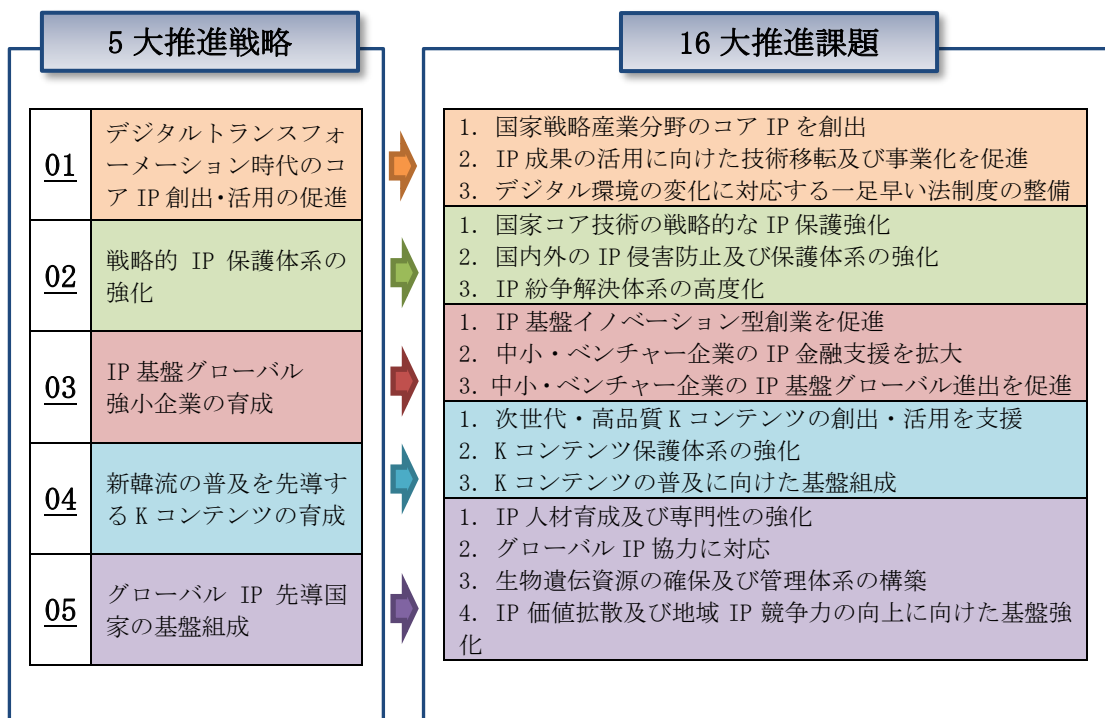 5 大推進戦略
16 大推進課題
01
デジタルトランスフォ
ーメーション時代のコ
ア IP 創出・活用の促進
1. 国家戦略産業分野のコア IP を創出
2. IP 成果の活用に向けた技術移転及び事業化を促進
3. デジタル環境の変化に対応する一足早い法制度の整備
02
戦略的 IP 保護体系の
強化
1. 国家コア技術の戦略的な IP 保護強化
2. 国内外の IP 侵害防止及び保護体系の強化
3. IP 紛争解決体系の高度化
03
IP 基盤グローバル
強小企業の育成
1. IP 基盤イノベーション型創業を促進
2. 中小・ベンチャー企業の IP 金融支援を拡大
3. 中小・ベンチャー企業の IP 基盤グローバル進出を促進
04
新韓流の普及を先導す
る K コンテンツの育成
1. 次世代・高品質 K コンテンツの創出・活用を支援
2. K コンテンツ保護体系の強化
3. K コンテンツの普及に向けた基盤組成
05
グローバル IP 先導国
家の基盤組成
1. IP 人材育成及び専門性の強化
2. グローバル IP 協力に対応
3. 生物遺伝資源の確保及び管理体系の構築
4. IP 価値拡散及び地域 IP 競争力の向上に向けた基盤強
化